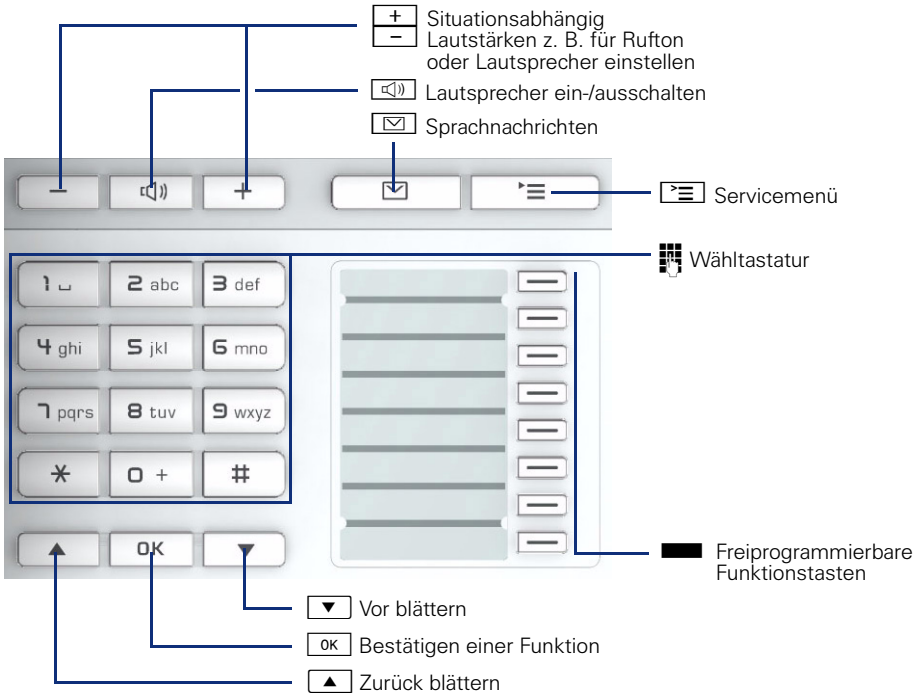 + Situationsabhängig
− Lautstärken z. B. für Rufton
oder Lautsprecher einstellen
Lautsprecher ein-/ausschalten
Sprachnachrichten
− +
Servicemenü
Wähltastatur
1 ␣ 2 abc 3 def
4 ghi 5 jkl 6 mno
7 pqrs 8 tuv 9 wxyz
* 0 + #
▲ OK ▼
Freiprogrammierbare
Funktionstasten
▼ Vor blättern
OK Bestätigen einer Funktion
▲ Zurück blättern